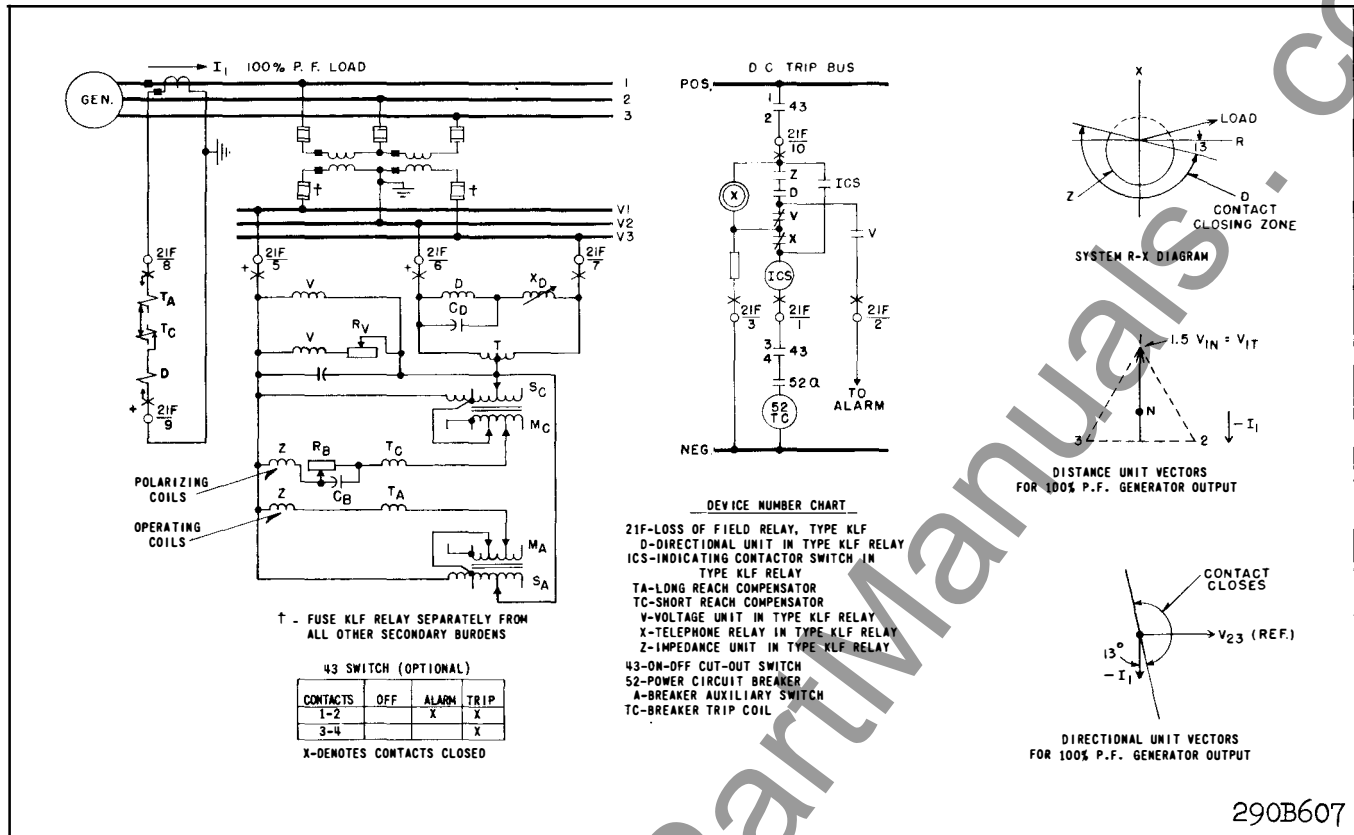 I1 100% P. F. LOAD
GEN.
1
2
3
†
V1
V2
V3
21F
8
21F
5
21F
6
21F
7
+
+
+
TA
TC
D
+
21F
9
V
D
XD
CD
V
RV
T
SC
MC
Z
RB
TC
CB
POLARIZING
COILS
Z
TA
OPERATING
COILS
MA
SA
† - FUSE KLF RELAY SEPARATELY FROM
ALL OTHER SECONDARY BURDENS
43 SWITCH (OPTIONAL)
CONTACTS OFF ALARM TRIP
1-2 X X
3-4 X
X-DENOTES CONTACTS CLOSED
D C TRIP BUS
POS.
1
2
43
21F
10
Z
ICS
D
X
V
V
X
ICS
21F
3
21F
1
21F
2
3
4
43
52a
TO
ALARM
52
TC
NEG.
DEVICE NUMBER CHART
21F-LOSS OF FIELD RELAY, TYPE KLF
D-DIRECTIONAL UNIT IN TYPE KLF RELAY
ICS-INDICATING CONTACTOR SWITCH IN
TYPE KLF RELAY
TA-LONG REACH COMPENSATOR
TC-SHORT REACH COMPENSATOR
V-VOLTAGE UNIT IN TYPE KLF RELAY
X-TELEPHONE RELAY IN TYPE KLF RELAY
Z-IMPEDANCE UNIT IN TYPE KLF RELAY
43-ON-OFF CUT-OUT SWITCH
52-POWER CIRCUIT BREAKER
A-BREAKER AUXILIARY SWITCH
TC-BREAKER TRIP COIL
X
LOAD
R
13
Z
D
CONTACT
CLOSING ZONE
SYSTEM R-X DIAGRAM
1
1.5 V1N = V1T
N
-I1
3
2
DISTANCE UNIT VECTORS
FOR 100% P.F. GENERATOR OUTPUT
CONTACT
CLOSES
V23 (REF.)
13°
-I1
DIRECTIONAL UNIT VECTORS
FOR 100% P.F. GENERATOR OUTPUT
290B607
PartManuals.co